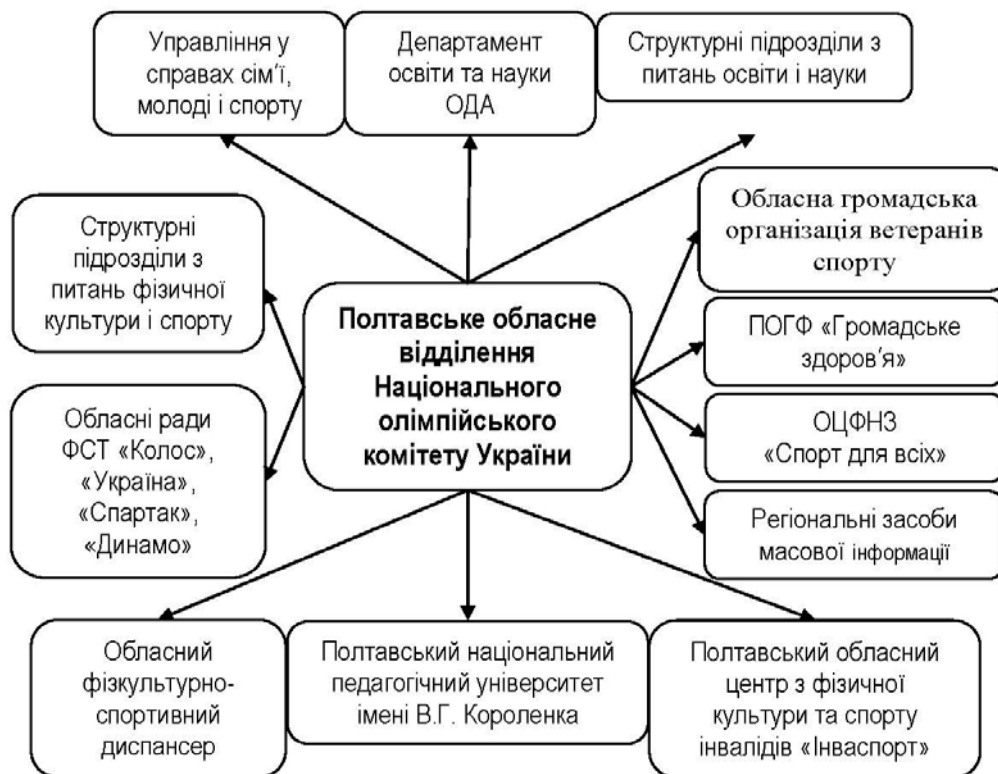 Управління у
справах сім’ї,
молоді і спорту
Департамент
освіти та науки
ОДА
Структурні підрозділи з
питань освіти і науки
Структурні
підрозділи з
питань фізичної
культури і спорту
Обласна громадська
організація ветеранів
спорту
Полтавське обласне
відділення
Національного
олімпійського
комітету України
ПОГФ «Громадське
здоров’я»
Обласні ради
ФСТ «Колос»,
«Україна»,
«Спартак»,
«Динамо»
ОЦФНЗ
«Спорт для всіх»
Регіональні засоби
масової інформації
Обласний
фізкультурно-
спортивний
диспансер
Полтавський національний
педагогічний університет
імені В.Г. Короленка
Полтавський обласний
центр з фізичної
культури та спорту
інвалідів «Інваспорт»